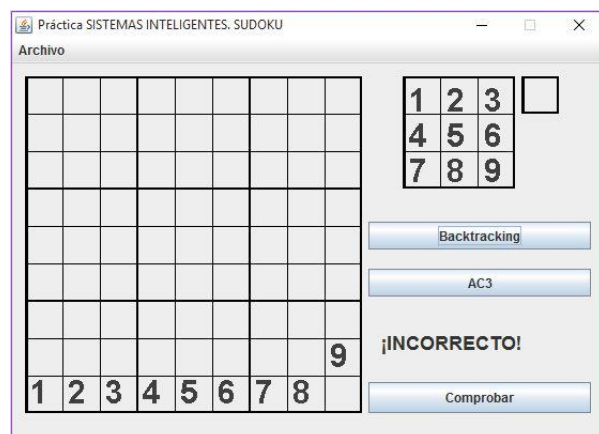 Práctica SISTEMAS INTELIGENTES. SUDOKU
Archivo
1 2 3
4 5 6
7 8 9
Backtracking
AC3
¡INCORRECTO!
9
1 2 3 4 5 6 7 8
Comprobar